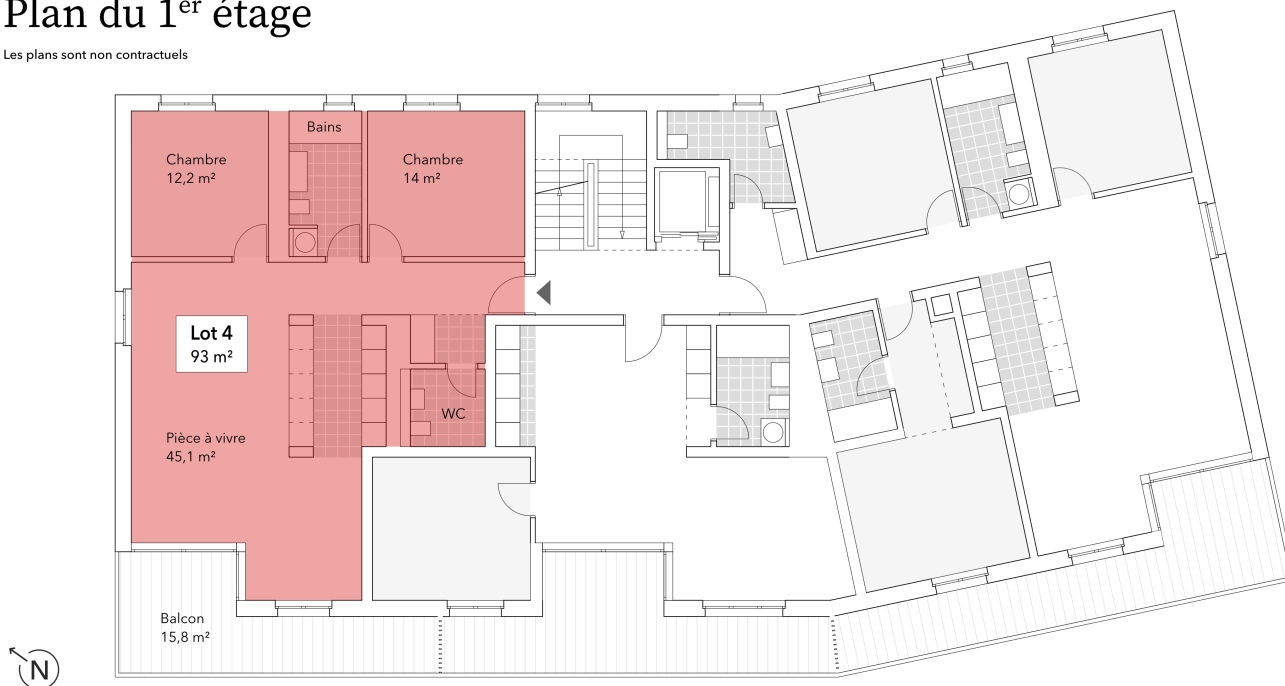 Plan du 1er étage
Les plans sont non contractuels
Bains
Chambre
12,2 m²
Chambre
14 m²
Lot 4
93 m²
WC
Pièce à vivre
45,1 m²
Balcon
15,8 m²
N